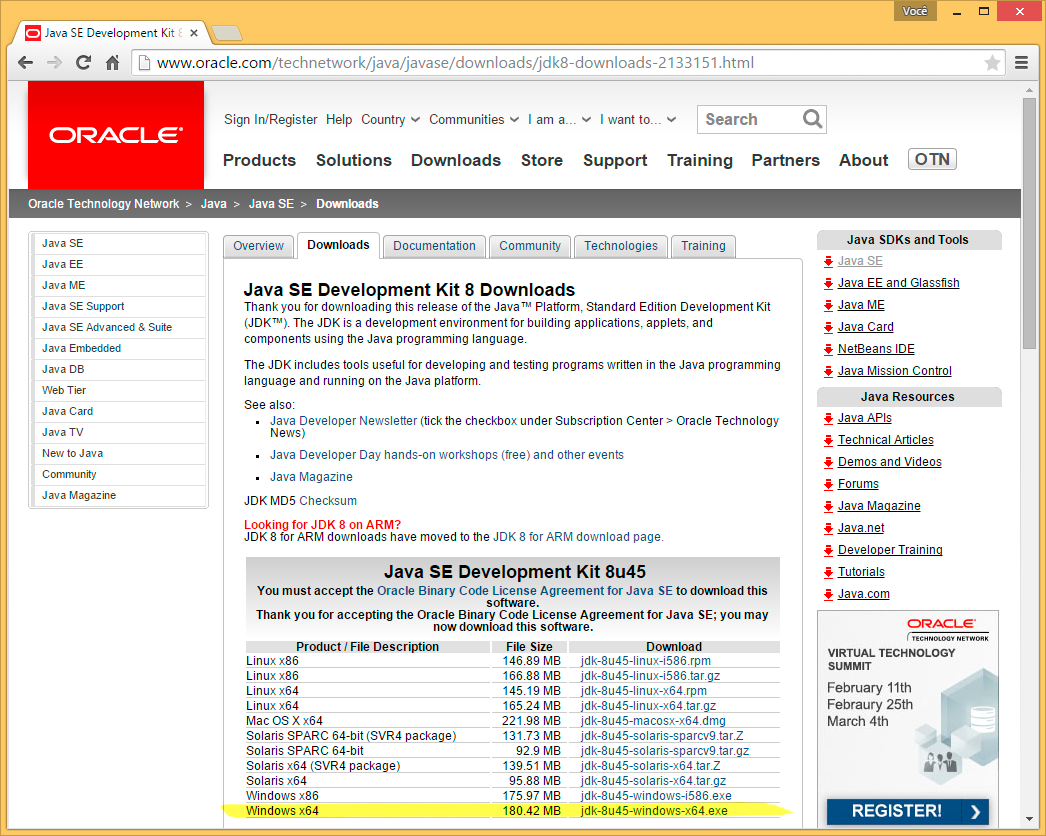 Você
Java SE Development Kit 8
www.oracle.com/technetwork/java/javase/downloads/jdk8-downloads-2133151.html
ORACLE
Sign In/Register Help Country Communities I am a... I want to... Search
Products Solutions Downloads Store Support Training Partners About OTN
Oracle Technology Network > Java > Java SE > Downloads
Java SE
Java EE
Java ME
Java SE Support
Java SE Advanced & Suite
Java Embedded
Java DB
Web Tier
Java Card
Java TV
New to Java
Community
Java Magazine
Overview Downloads Documentation Community Technologies Training
Java SE Development Kit 8 Downloads
Thank you for downloading this release of the Java™ Platform, Standard Edition Development Kit
(JDK™). The JDK is a development environment for building applications, applets, and
components using the Java programming language.
The JDK includes tools useful for developing and testing programs written in the Java programming
language and running on the Java platform.
See also:
Java Developer Newsletter (tick the checkbox under Subscription Center > Oracle Technology
News)
Java Developer Day hands-on workshops (free) and other events
Java Magazine
JDK MD5 Checksum
Looking for JDK 8 on ARM?
JDK 8 for ARM downloads have moved to the JDK 8 for ARM download page.
Java SE Development Kit 8u45
You must accept the Oracle Binary Code License Agreement for Java SE to download this
software.
Thank you for accepting the Oracle Binary Code License Agreement for Java SE; you may
now download this software.
Product / File Description File Size Download
Linux x86 146.89 MB jdk-8u45-linux-i586.rpm
Linux x86 166.88 MB jdk-8u45-linux-i586.tar.gz
Linux x64 145.19 MB jdk-8u45-linux-x64.rpm
Linux x64 165.24 MB jdk-8u45-linux-x64.tar.gz
Mac OS X x64 221.98 MB jdk-8u45-macosx-x64.dmg
Solaris SPARC 64-bit (SVR4 package) 131.73 MB jdk-8u45-solaris-sparcv9.tar.Z
Solaris SPARC 64-bit 92.9 MB jdk-8u45-solaris-sparcv9.tar.gz
Solaris x64 (SVR4 package) 139.51 MB jdk-8u45-solaris-x64.tar.Z
Solaris x64 95.88 MB jdk-8u45-solaris-x64.tar.gz
Windows x86 175.97 MB jdk-8u45-windows-i586.exe
Windows x64 180.42 MB jdk-8u45-windows-x64.exe
Java SDKs and Tools
Java SE
Java EE and Glassfish
Java ME
Java Card
NetBeans IDE
Java Mission Control
Java Resources
Java APIs
Technical Articles
Demos and Videos
Forums
Java Magazine
Java.net
Developer Training
Tutorials
Java.com
ORACLE
TECHNOLOGY NETWORK
VIRTUAL TECHNOLOGY
SUMMIT
February 11th
Febraury 25th
March 4th
REGISTER!